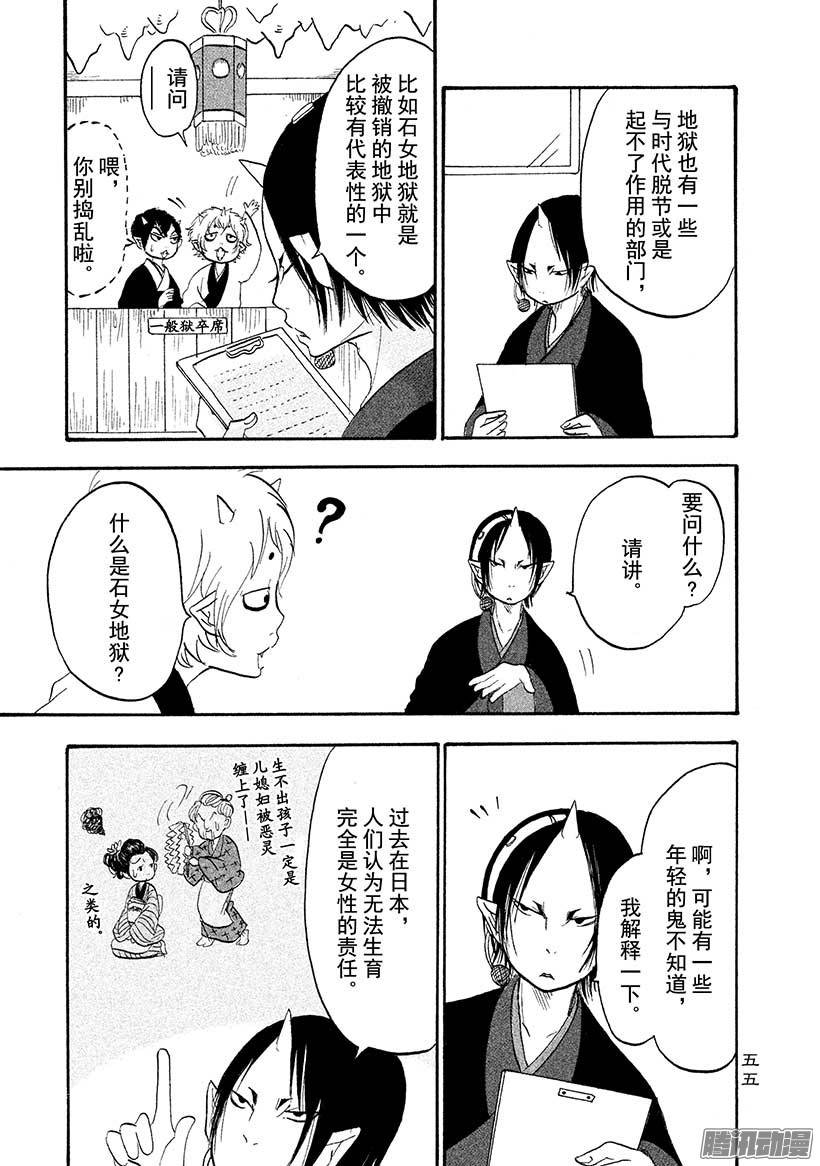 地狱也有一些
与时代脱节或是
起不了作用的部门，
比如石女地狱就是
被撤销的地狱中
比较有代表性的一个。
请问
——
喂，
你别捣乱啦。
一般狱卒席
要问什么？
请讲。
？
什么是石女地狱？
啊，可能有一些
年轻的鬼不知道，
我解释一下。
过去在日本，
人们认为无法生育
完全是女性的责任。
生不出孩子一定是
儿媳妇被恶灵
缠上了——
之类的。
五五
腾讯动漫